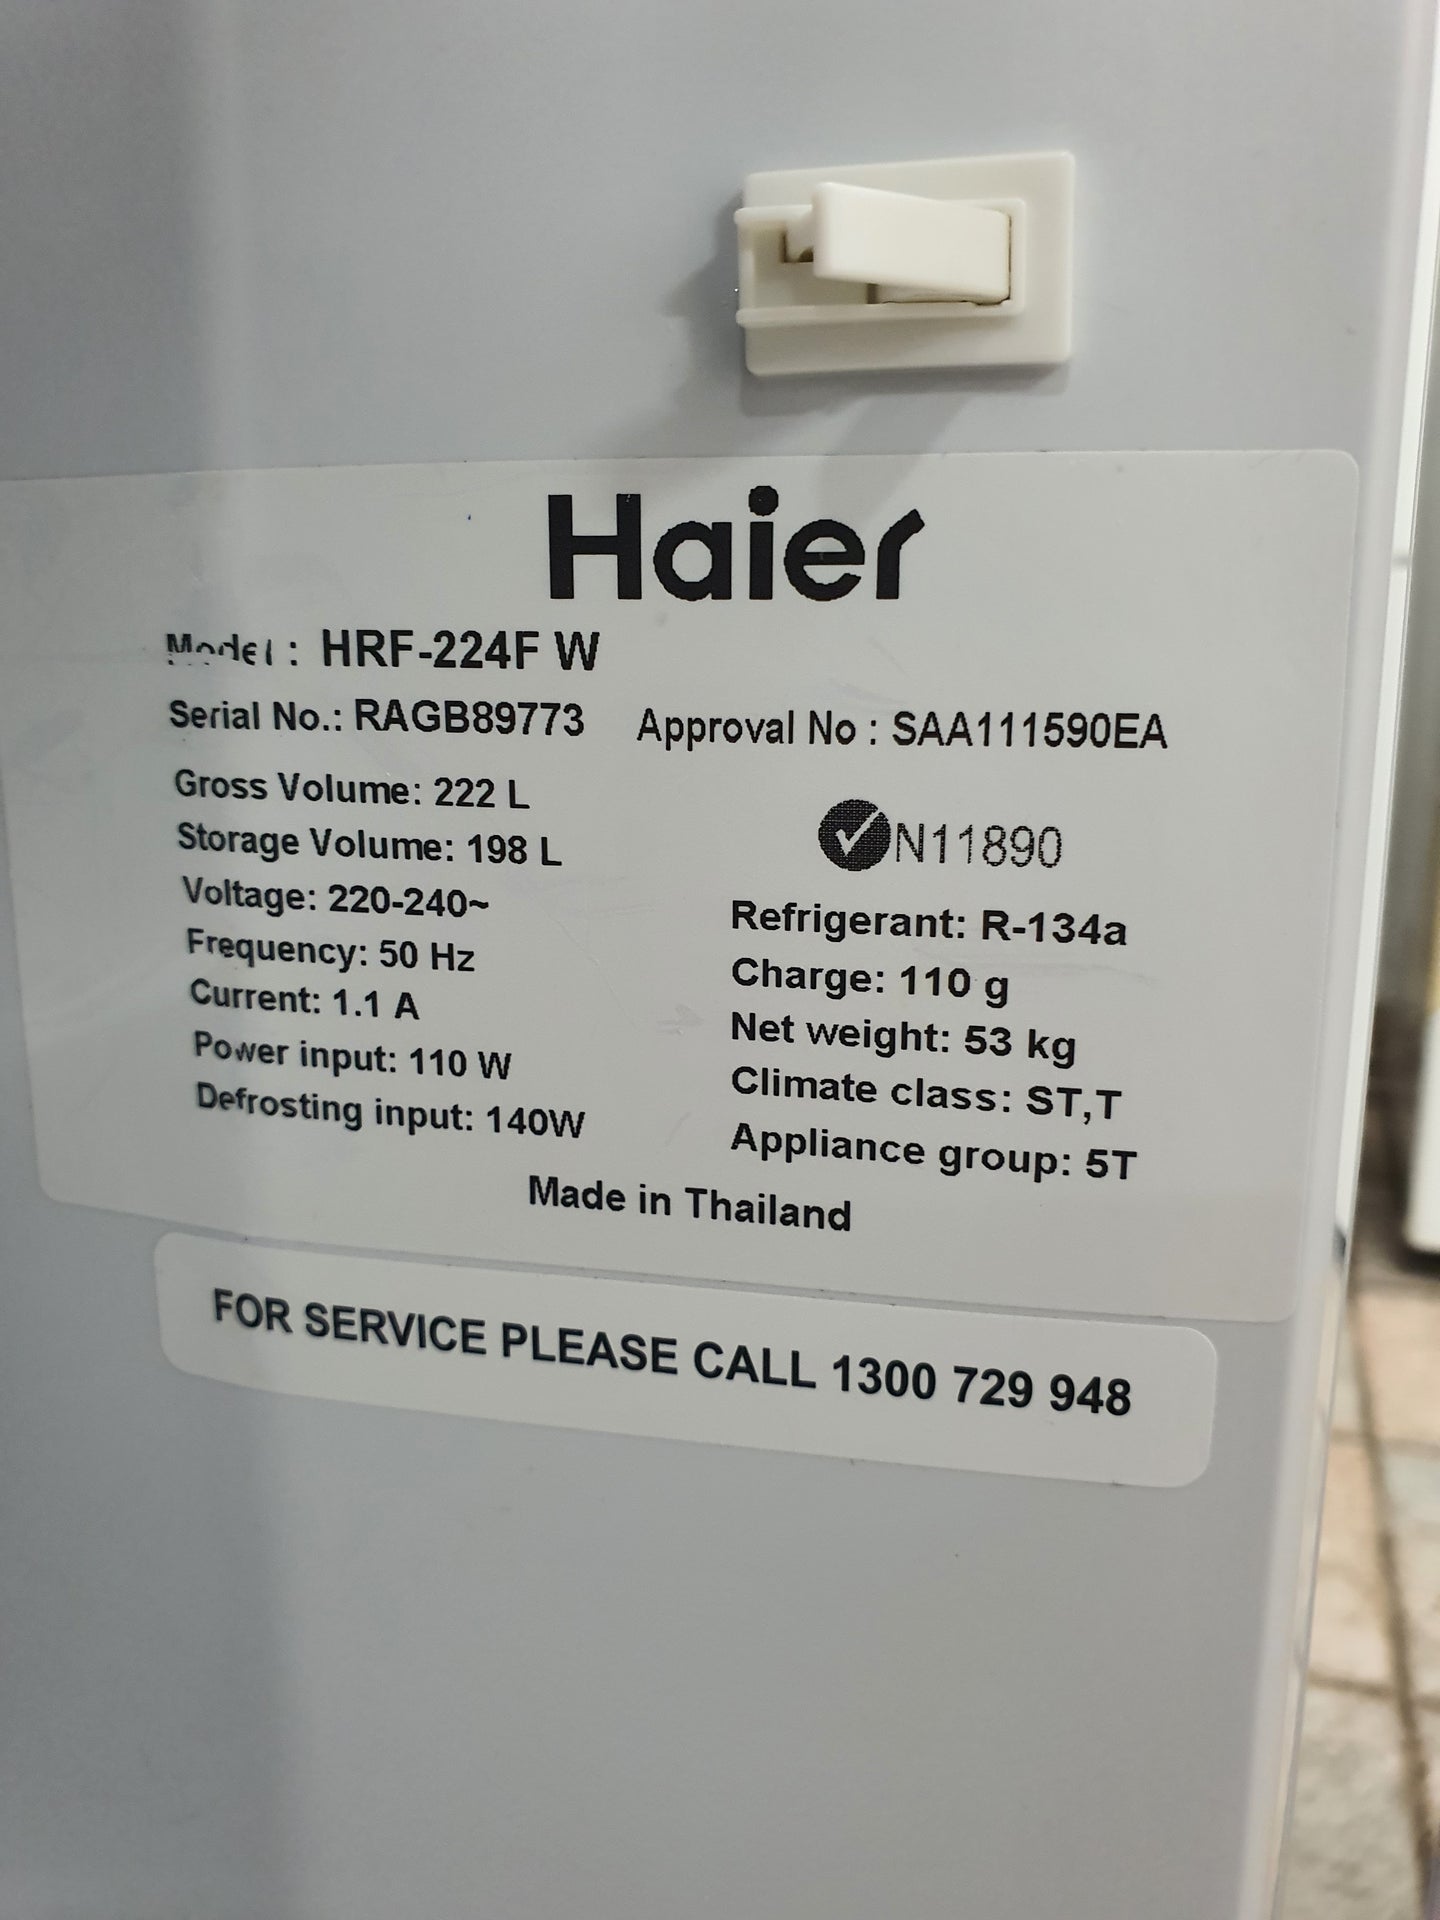 Haier
Model : HRF-224F W
Serial No.: RAGB89773 Approval No : SAA111590EA
Gross Volume: 222 L
Storage Volume: 198 L
Voltage: 220-240~
Frequency: 50 Hz
Current: 1.1 A
Power input: 110 W
Defrosting input: 140W
N11890
Refrigerant: R-134a
Charge: 110 g
Net weight: 53 kg
Climate class: ST,T
Appliance group: 5T
Made in Thailand
FOR SERVICE PLEASE CALL 1300 729 948